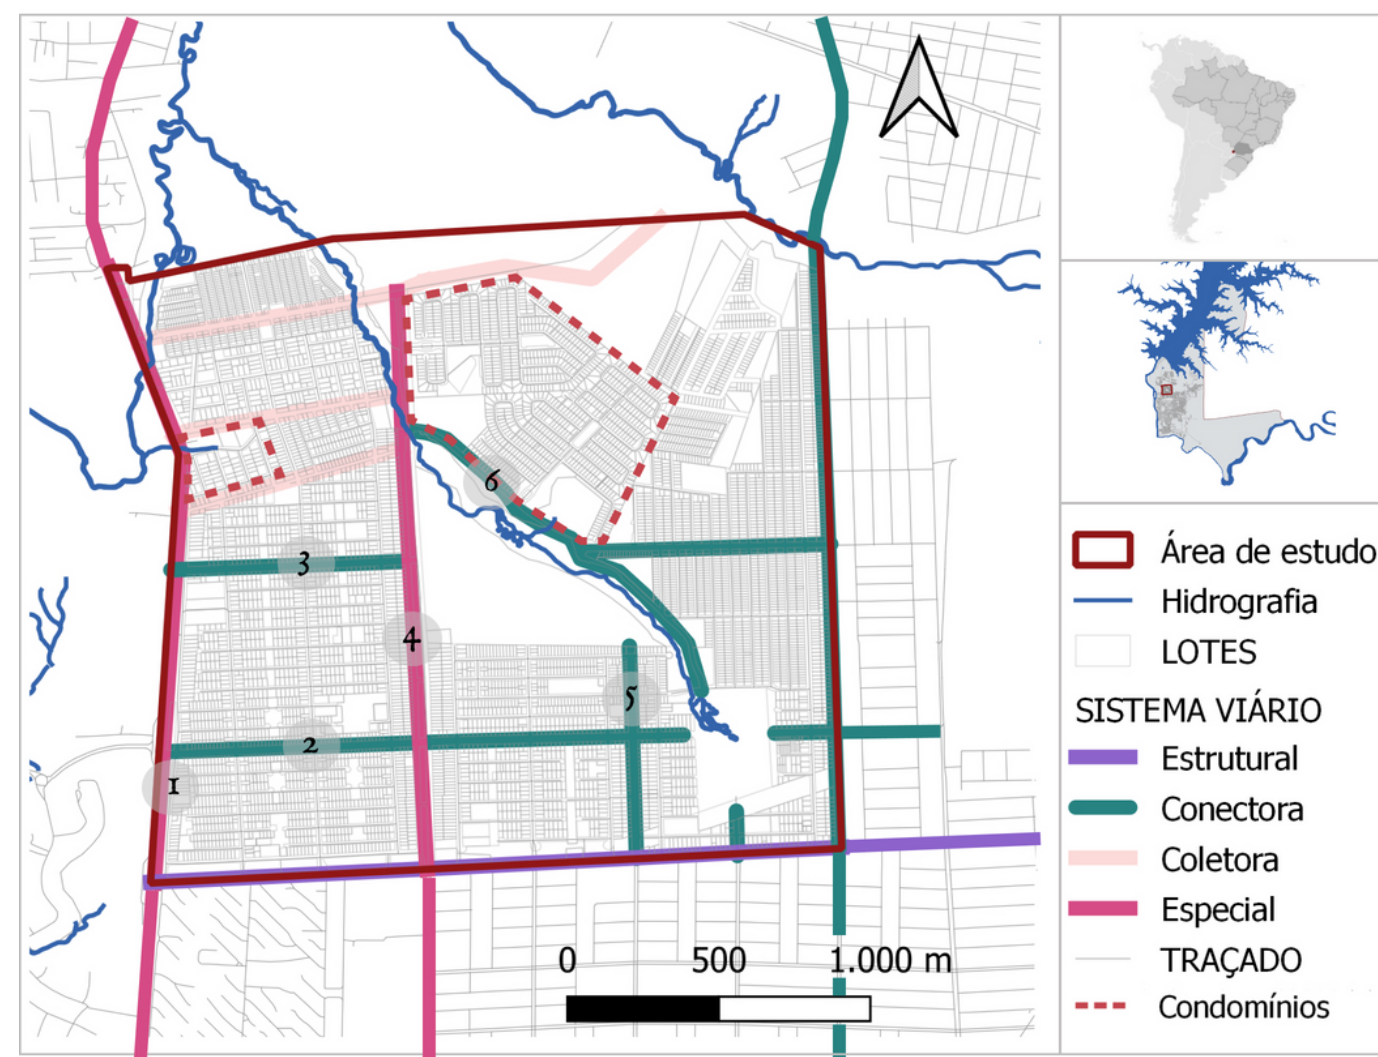 6
3
4
5
2
1
0 500 1.000 m
Área de estudo
Hidrografia
LOTES
SISTEMA VIÁRIO
Estrutural
Conectora
Coletora
Especial
TRAÇADO
Condomínios